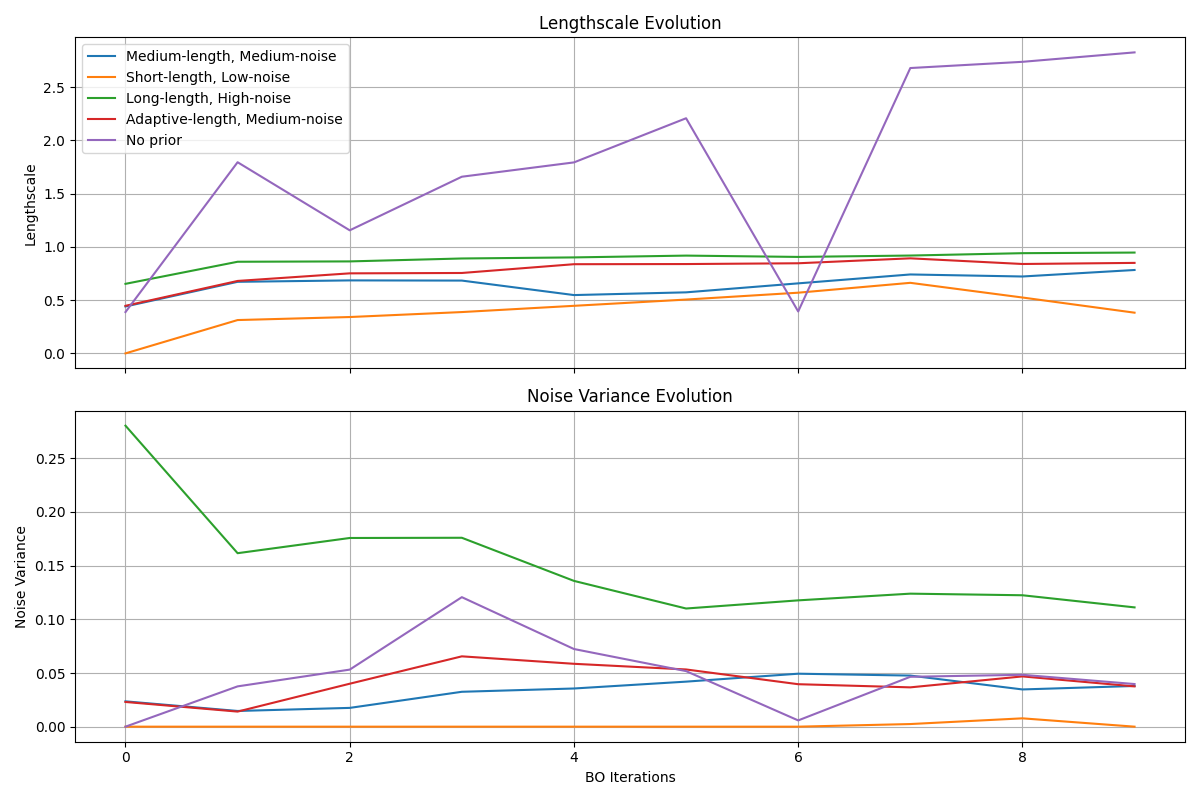 Lengthscale Evolution
Medium-length, Medium-noise
Short-length, Low-noise
Long-length, High-noise
Adaptive-length, Medium-noise
No prior
Lengthscale
2.5
2.0
1.5
1.0
0.5
0.0
Noise Variance Evolution
Noise Variance
0.25
0.20
0.15
0.10
0.05
0.00
0 2 4 6 8
BO Iterations